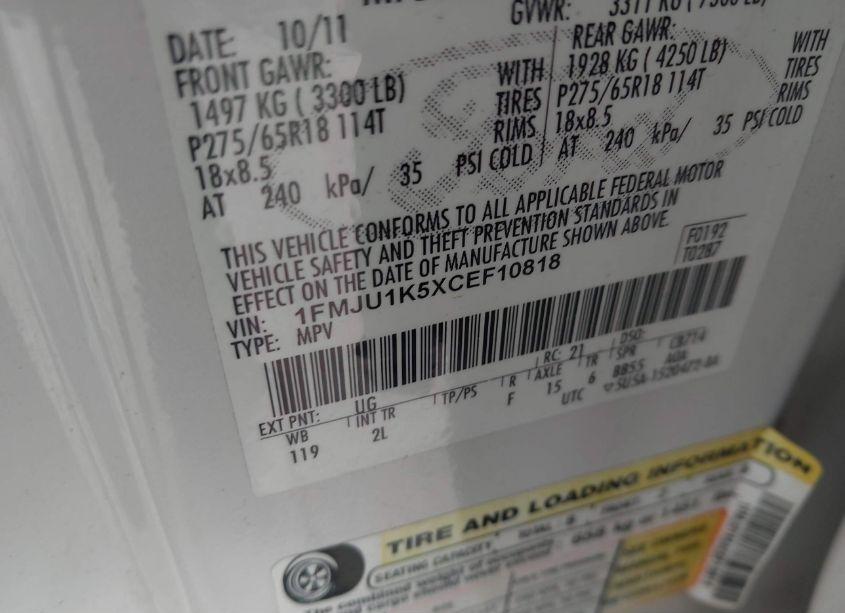 DATE: 10/11
GVWR:
FRONT GAWR:
1497 KG ( 3300 LB) WITH
P275/65R18 114T TIRES
18x8.5 RIMS
AT 240 kPa/ 35 PSI COLD
REAR GAWR:
1928 KG ( 4250 LB) WITH
P275/65R18 114T TIRES
18x8.5 RIMS
AT 240 kPa/ 35 PSI COLD
THIS VEHICLE CONFORMS TO ALL APPLICABLE FEDERAL MOTOR
VEHICLE SAFETY AND THEFT PREVENTION STANDARDS IN
EFFECT ON THE DATE OF MANUFACTURE SHOWN ABOVE.
F0192
T0287
VIN: 1FMJU1K5XCEF10818
TYPE: MPV
EXT PNT: UG RC: 21 DSO:
WB INT TR TP/PS R AXLE TR SPR
119 2L F 15 6 BB55
UTC
TIRE AND LOADING INFORMATION
SEATING CAPACITY
The combined weight of